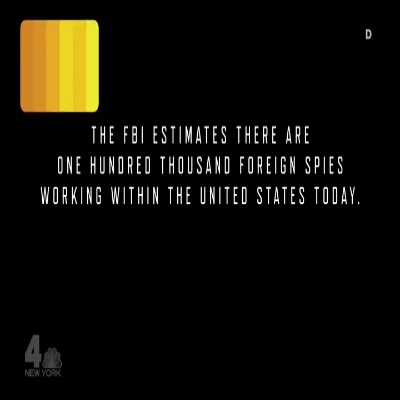 D
THE FBI ESTIMATES THERE ARE
ONE HUNDRED THOUSAND FOREIGN SPIES
WORKING WITHIN THE UNITED STATES TODAY.
4
NEW YORK